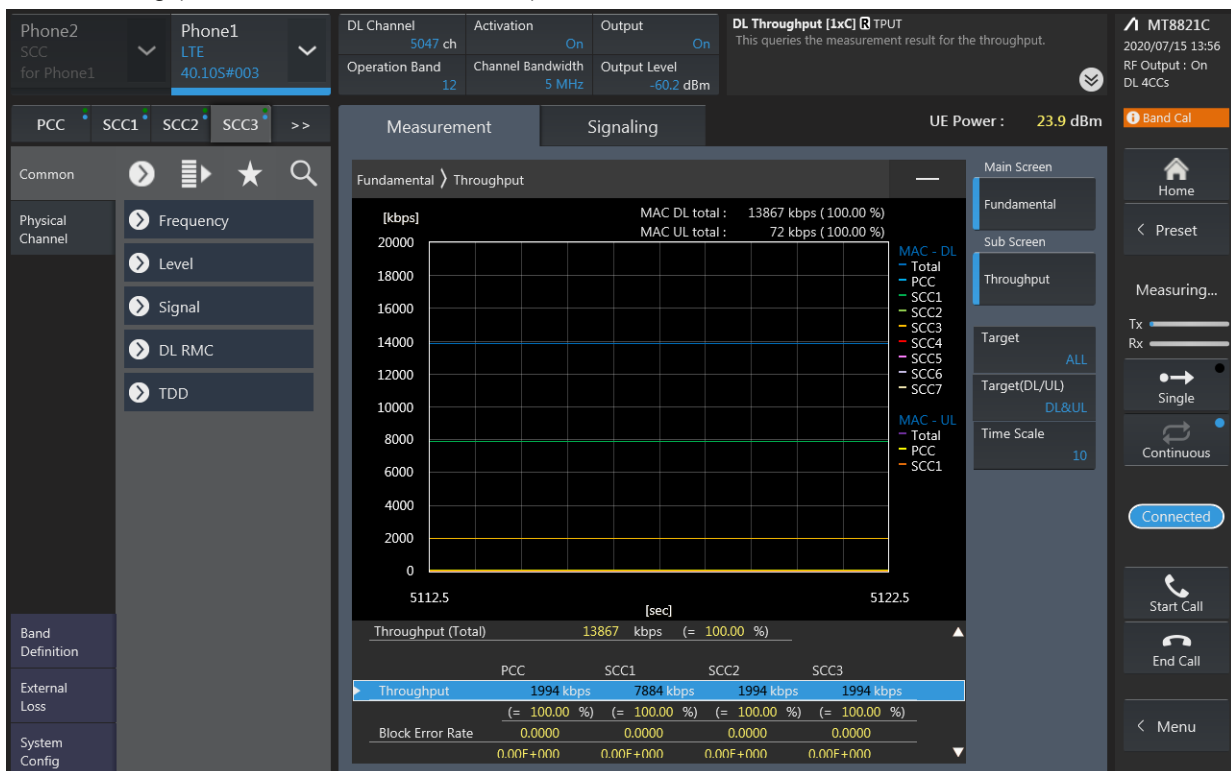 Phone2
SCC
for Phone1
Phone1
LTE
40.10S#003
DL Channel
5047 ch
Activation
On
Output
On
Operation Band
12
Channel Bandwidth
5 MHz
Output Level
-60.2 dBm
DL Throughput [1xC] R TPUT
This queries the measurement result for the throughput.
MT8821C
2020/07/15 13:56
RF Output : On
DL 4CCs
PCC
SCC1
SCC2
SCC3
>>
Measurement
Signaling
UE Power : 23.9 dBm
Band Cal
Common
Physical
Channel
Frequency
Level
Signal
DL RMC
TDD
Band
Definition
External
Loss
System
Config
Fundamental 〉 Throughput
[kbps]
MAC DL total : 13867 kbps ( 100.00 %)
MAC UL total : 72 kbps ( 100.00 %)
20000
18000
16000
14000
12000
10000
8000
6000
4000
2000
0
5112.5
5122.5
[sec]
MAC - DL
Total
PCC
SCC1
SCC2
SCC3
SCC4
SCC5
SCC6
SCC7
MAC - UL
Total
PCC
SCC1
Throughput (Total) 13867 kbps (= 100.00 %)
PCC SCC1 SCC2 SCC3
Throughput 1994 kbps 7884 kbps 1994 kbps 1994 kbps
(= 100.00 %) (= 100.00 %) (= 100.00 %) (= 100.00 %)
Block Error Rate 0.0000 0.0000 0.0000 0.0000
0.00E+000 0.00E+000 0.00E+000 0.00E+000
Main Screen
Fundamental
Sub Screen
Throughput
Target
ALL
Target(DL/UL)
DL&UL
Time Scale
10
Home
< Preset
Measuring...
Tx
Rx
Single
Continuous
Connected
Start Call
End Call
< Menu